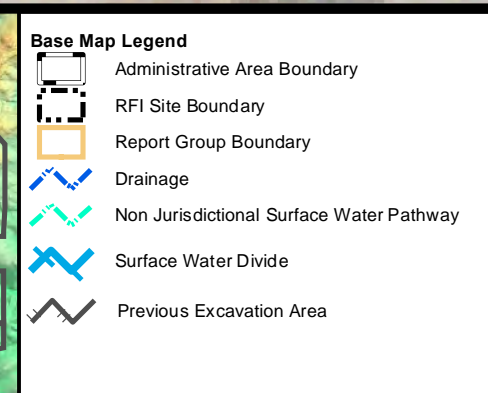 Base Map Legend
Administrative Area Boundary
RFI Site Boundary
Report Group Boundary
Drainage
Non Jurisdictional Surface Water Pathway
Surface Water Divide
Previous Excavation Area